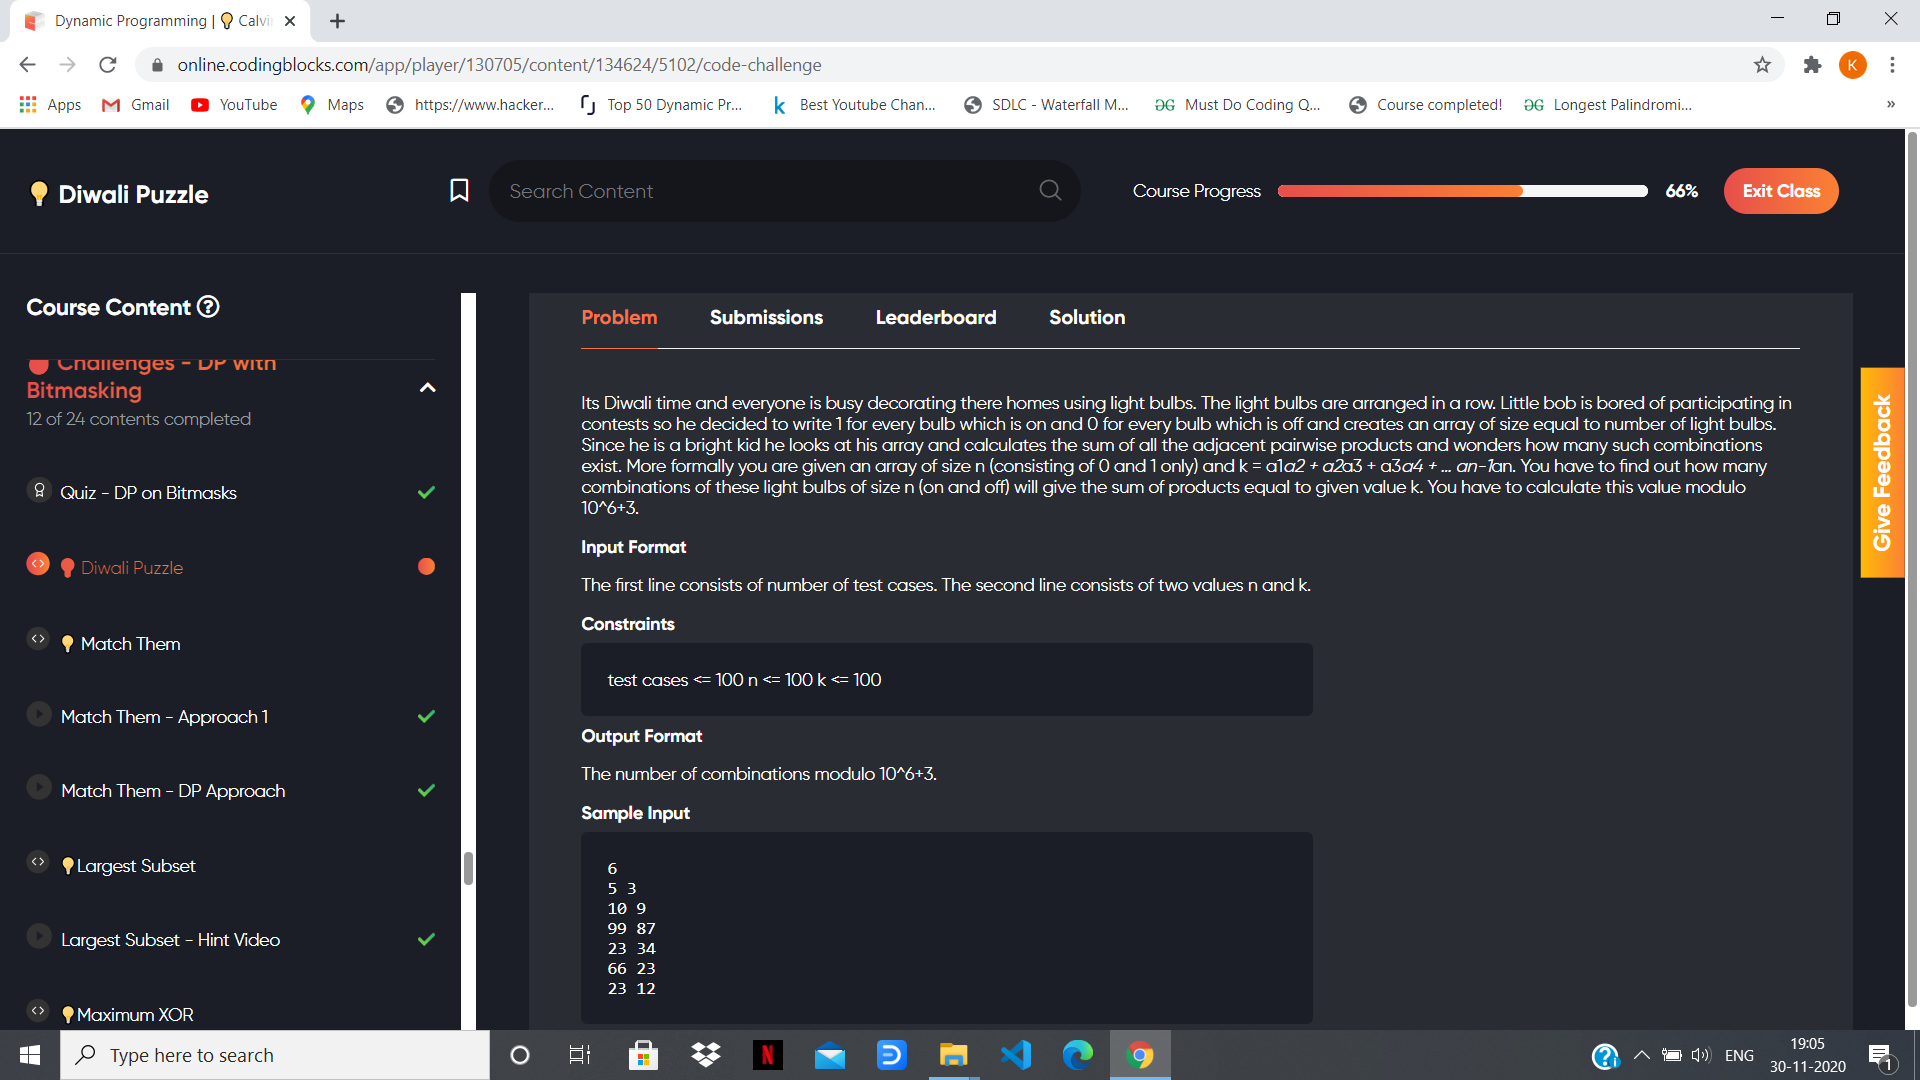 Dynamic Programming | 💡 Calvi
online.codingblocks.com/app/player/130705/content/134624/5102/code-challenge
K
Apps
Gmail
YouTube
Maps
https://www.hacker...
Top 50 Dynamic Pr...
Best Youtube Chan...
SDLC - Waterfall M...
Must Do Coding Q...
Course completed!
Longest Palindromi...
»
💡 Diwali Puzzle
Search Content
Course Progress
66%
Exit Class
Course Content
Challenges - DP with
Bitmasking
12 of 24 contents completed
Quiz - DP on Bitmasks
Diwali Puzzle
💡 Match Them
Match Them - Approach 1
Match Them - DP Approach
💡Largest Subset
Largest Subset - Hint Video
💡Maximum XOR
Problem
Submissions
Leaderboard
Solution
Its Diwali time and everyone is busy decorating there homes using light bulbs. The light bulbs are arranged in a row. Little bob is bored of participating in
contests so he decided to write 1 for every bulb which is on and 0 for every bulb which is off and creates an array of size equal to number of light bulbs.
Since he is a bright kid he looks at his array and calculates the sum of all the adjacent pairwise products and wonders how many such combinations
exist. More formally you are given an array of size n (consisting of 0 and 1 only) and k = a1a2 + a2a3 + a3a4 + ... an-1an. You have to find out how many
combinations of these light bulbs of size n (on and off) will give the sum of products equal to given value k. You have to calculate this value modulo
10^6+3.
Input Format
The first line consists of number of test cases. The second line consists of two values n and k.
Constraints
test cases <= 100 n <= 100 k <= 100
Output Format
The number of combinations modulo 10^6+3.
Sample Input
6
5 3
10 9
99 87
23 34
66 23
23 12
Give Feedback
Type here to search
ENG
19:05
30-11-2020
1